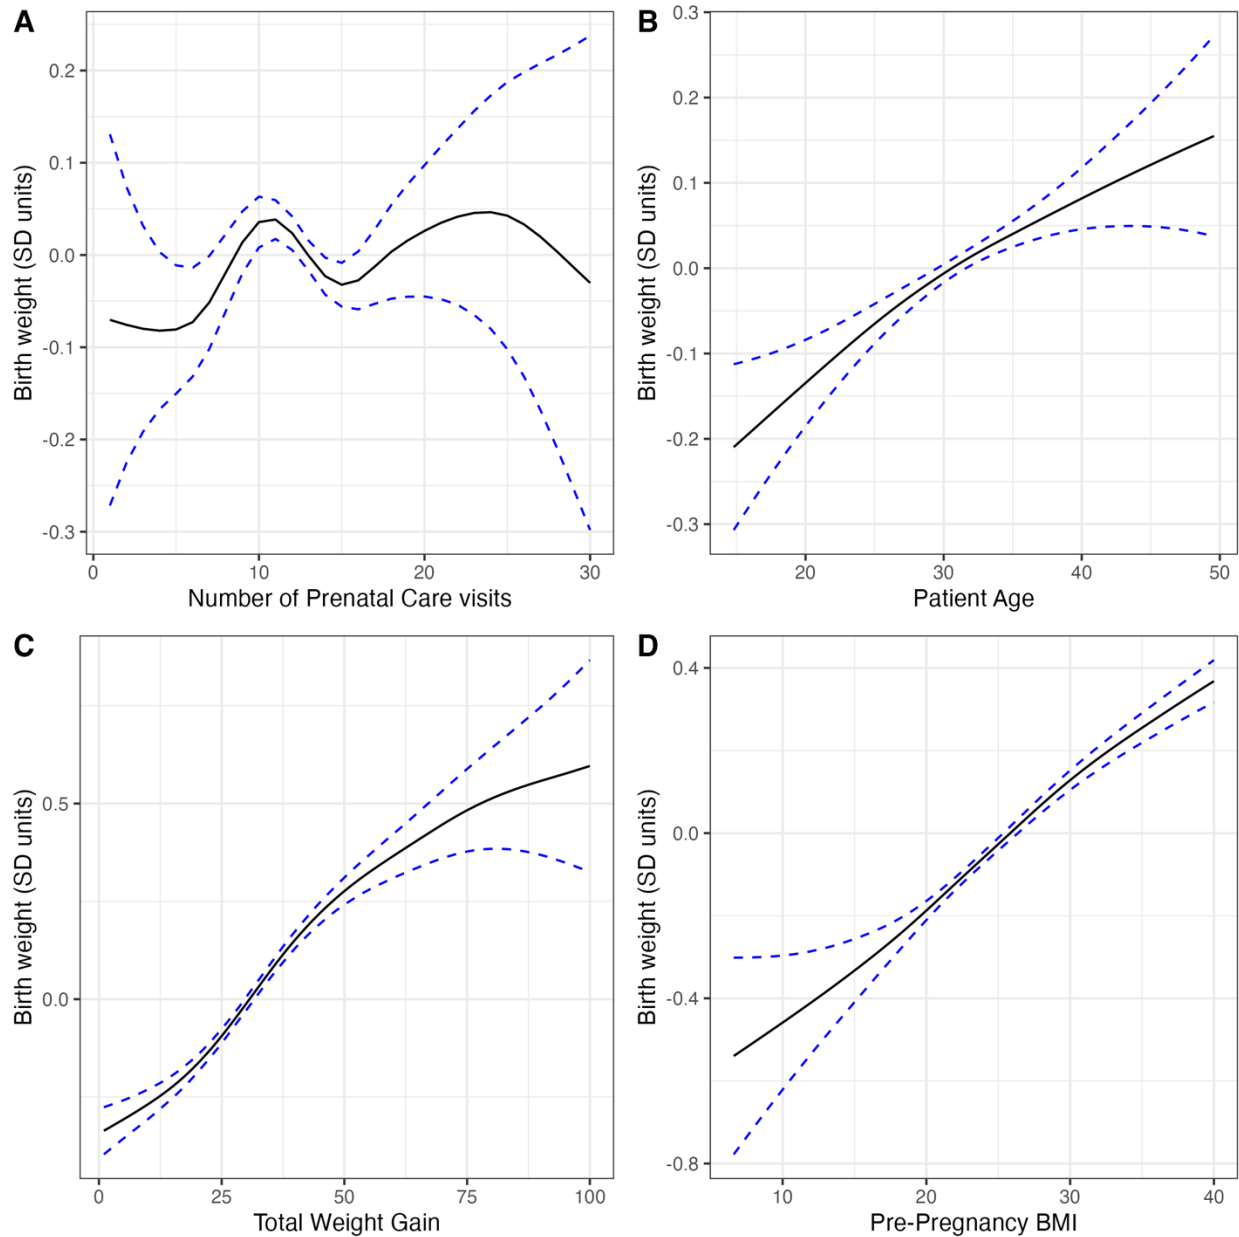 A
Birth weight (SD units)
0.2
0.1
0.0
-0.1
-0.2
-0.3
0 10 20 30
Number of Prenatal Care visits
B
Birth weight (SD units)
0.3
0.2
0.1
0.0
-0.1
-0.2
-0.3
20 30 40 50
Patient Age
C
Birth weight (SD units)
0.5
0.0
0 25 50 75 100
Total Weight Gain
D
Birth weight (SD units)
0.4
0.0
-0.4
-0.8
10 20 30 40
Pre-Pregnancy BMI